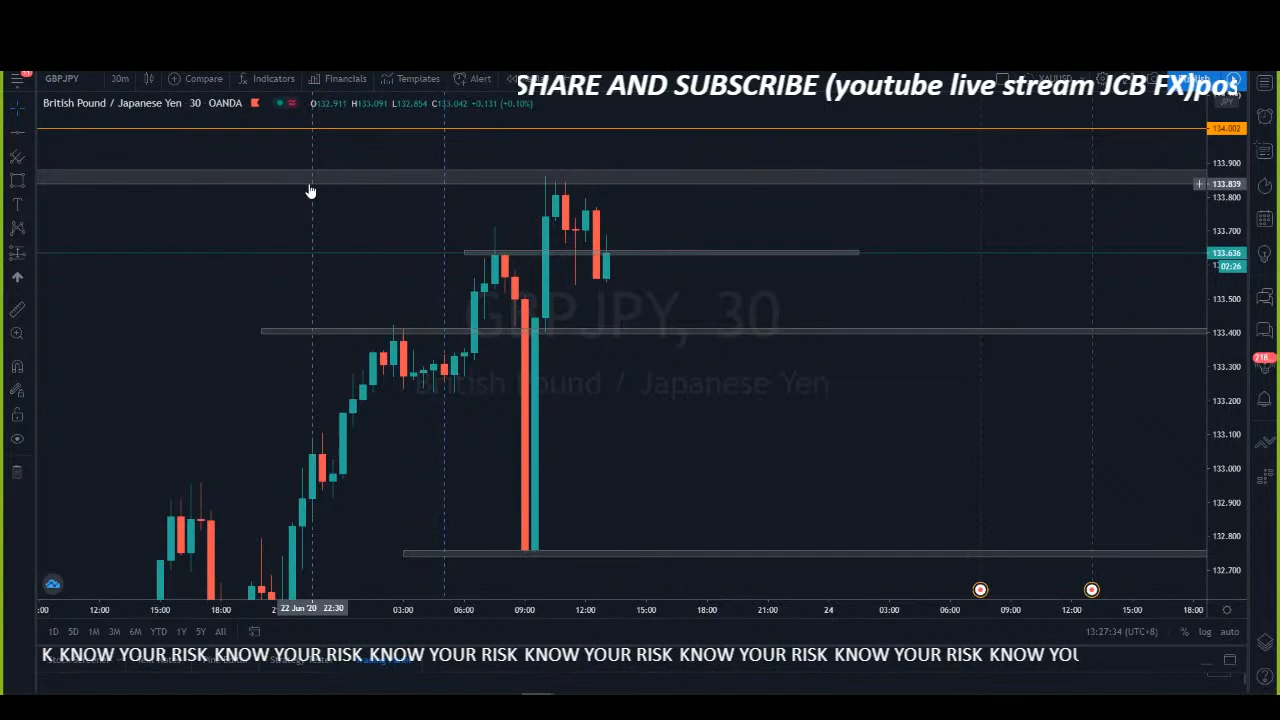 GBPJPY 30m Compare Indicators Financials Templates Alert
SHARE AND SUBSCRIBE (youtube live stream JCB FX)pos
British Pound / Japanese Yen 30 OANDA O132.911 H133.091 L132.854 C133.042 +0.131 (+0.10%)
JPY
134.002
133.900
133.839
133.800
133.700
133.636
02:26
133.500
133.400
133.300
133.200
133.100
133.000
132.900
132.800
132.700
GBPJPY, 30
British Pound / Japanese Yen
218
:00 12:00 15:00 18:00 22 Jun '20 22:30 03:00 06:00 09:00 12:00 15:00 18:00 21:00 24 03:00 06:00 09:00 12:00 15:00 18:00
1D 5D 1M 3M 6M YTD 1Y 5Y All 13:27:34 (UTC+8) % log auto
K KNOW YOUR RISK KNOW YOUR RISK KNOW YOUR RISK KNOW YOUR RISK KNOW YOUR RISK KNOW YOUR RISK KNOW YOU